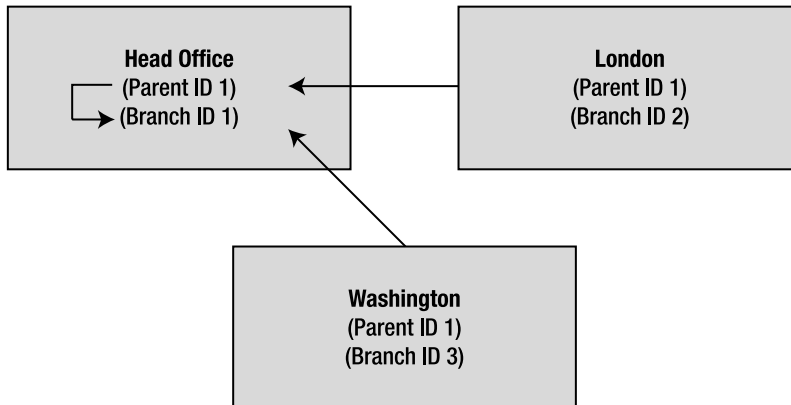 Head Office
(Parent ID 1)
(Branch ID 1)
London
(Parent ID 1)
(Branch ID 2)
Washington
(Parent ID 1)
(Branch ID 3)